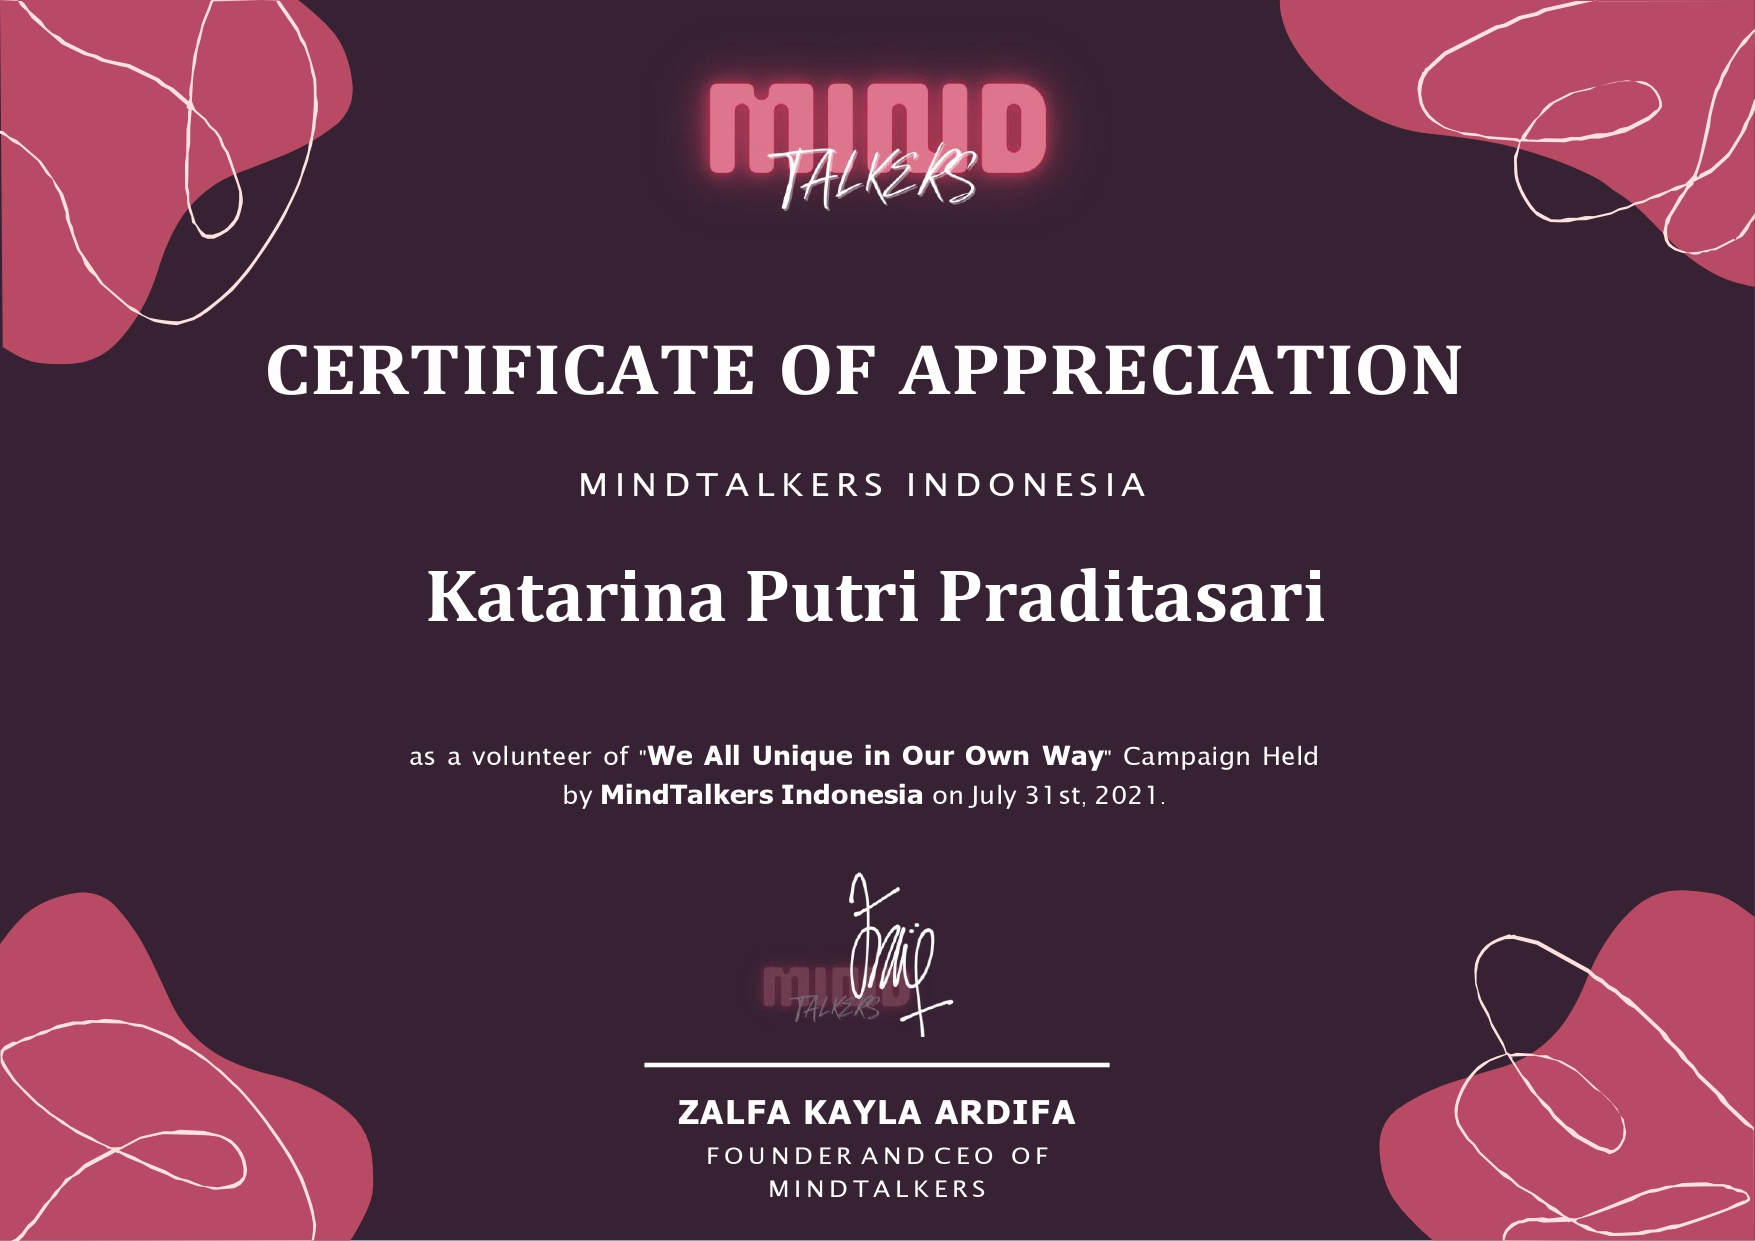 MIND
TALKERS
CERTIFICATE OF APPRECIATION
MINDTALKERS INDONESIA
Katarina Putri Praditasari
as a volunteer of "We All Unique in Our Own Way" Campaign Held
by MindTalkers Indonesia on July 31st, 2021.
MIND
TALKERS
ZALFA KAYLA ARDIFA
FOUNDER AND CEO OF
MINDTALKERS